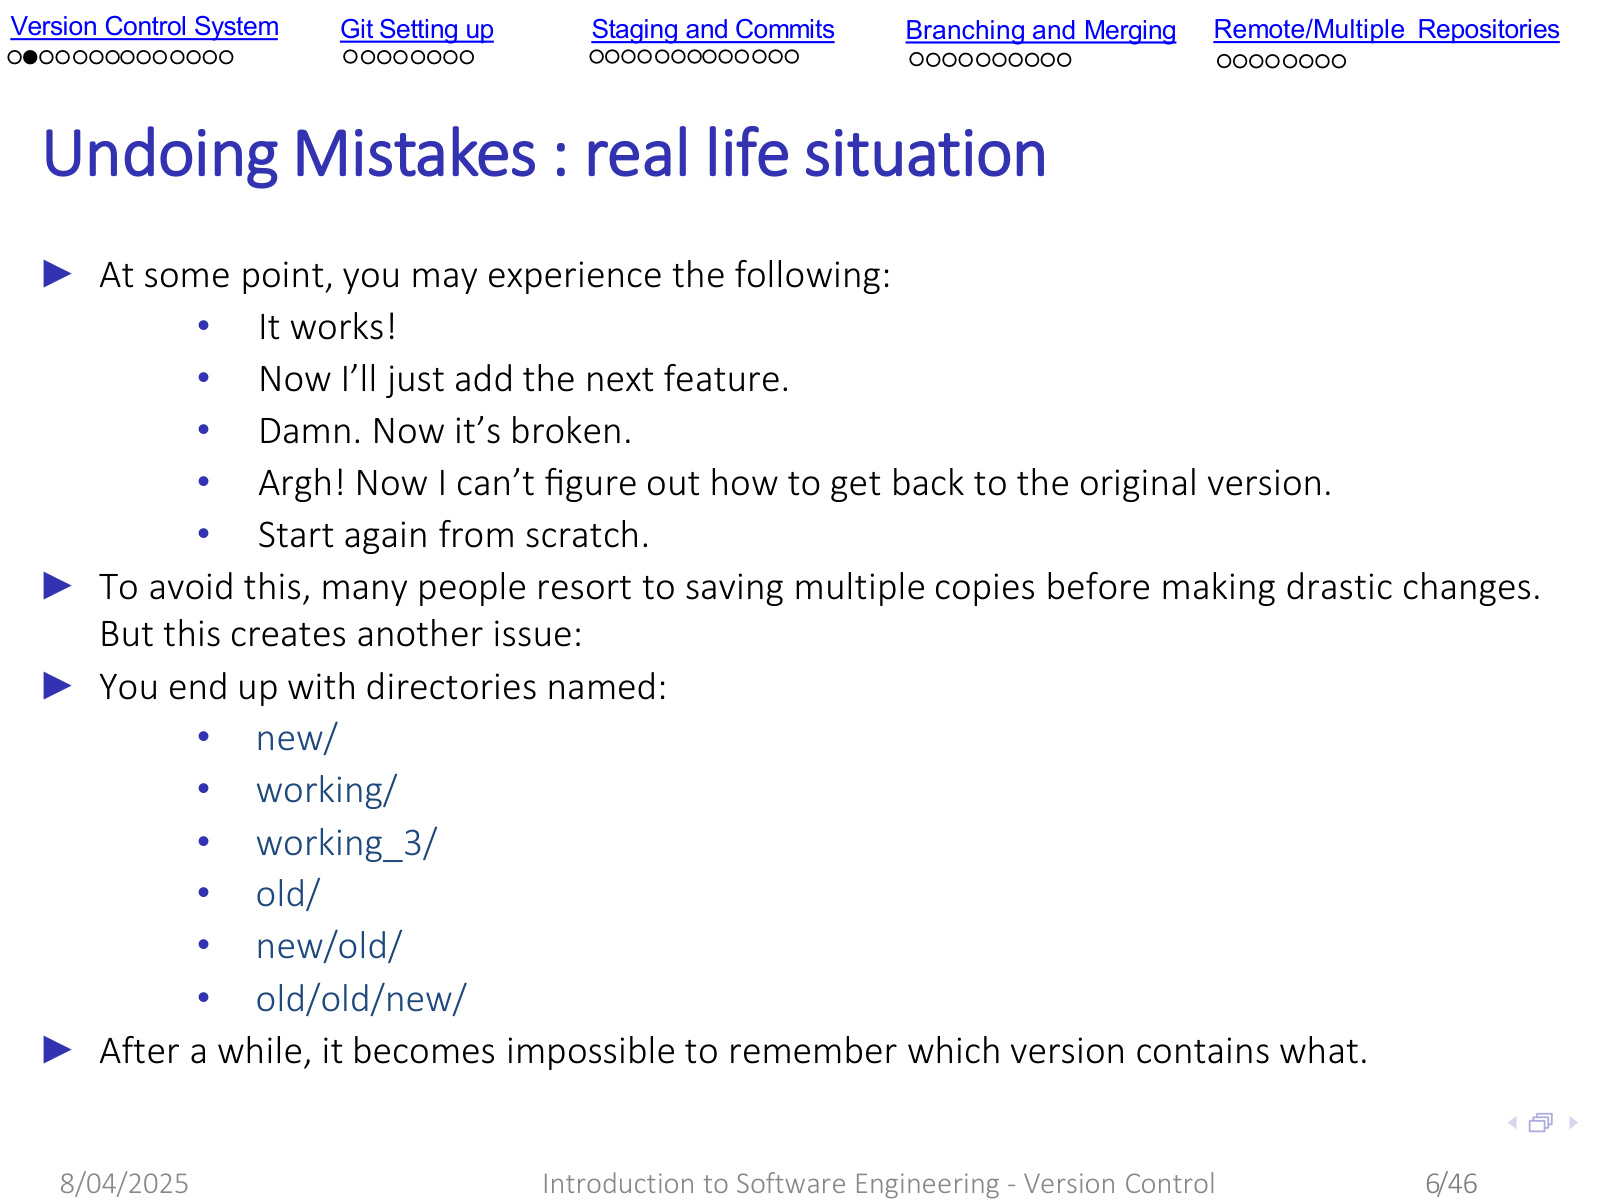 Version Control System
Git Setting up
Staging and Commits
Branching and Merging
Remote/Multiple Repositories
Undoing Mistakes : real life situation
At some point, you may experience the following:
It works!
Now I’ll just add the next feature.
Damn. Now it’s broken.
Argh! Now I can’t figure out how to get back to the original version.
Start again from scratch.
To avoid this, many people resort to saving multiple copies before making drastic changes.
But this creates another issue:
You end up with directories named:
new/
working/
working_3/
old/
new/old/
old/old/new/
After a while, it becomes impossible to remember which version contains what.
8/04/2025
Introduction to Software Engineering - Version Control
6/46